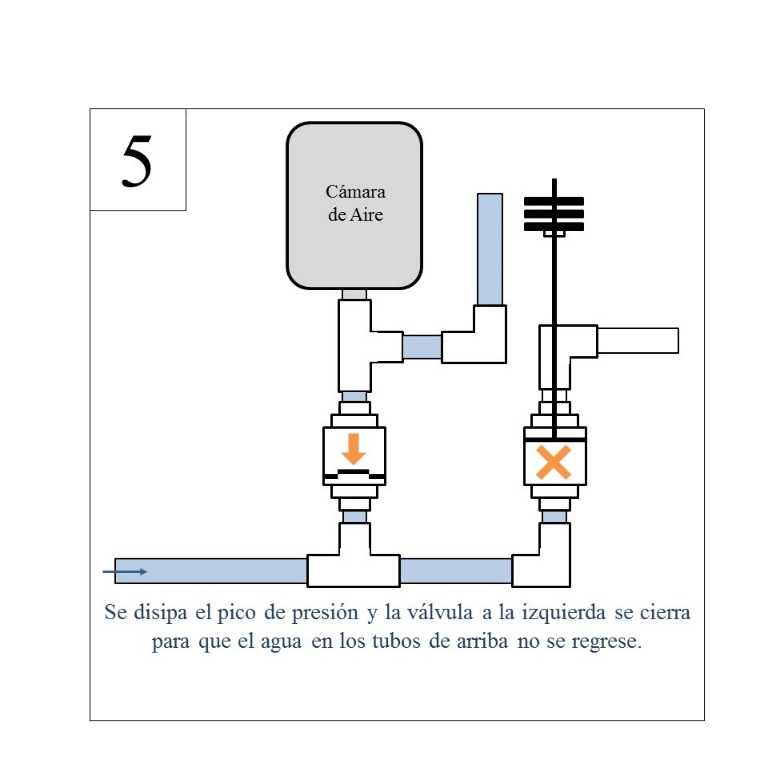 5
Cámara
de Aire
Se disipa el pico de presión y la válvula a la izquierda se cierra
para que el agua en los tubos de arriba no se regrese.